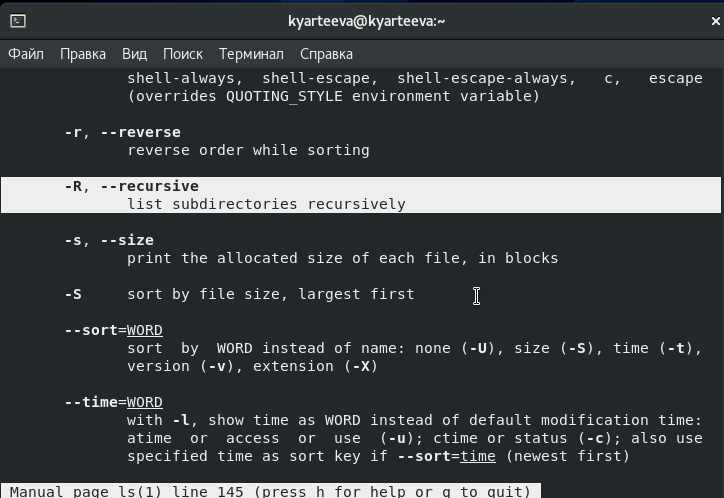 kyarteeva@kyarteeva:~
Файл Правка Вид Поиск Терминал Справка
shell-always, shell-escape, shell-escape-always, c, escape
(overrides QUOTING_STYLE environment variable)
-r, --reverse
reverse order while sorting
-R, --recursive
list subdirectories recursively
-s, --size
print the allocated size of each file, in blocks
-S sort by file size, largest first
--sort=WORD
sort by WORD instead of name: none (-U), size (-S), time (-t),
version (-v), extension (-X)
--time=WORD
with -l, show time as WORD instead of default modification time:
atime or access or use (-u); ctime or status (-c); also use
specified time as sort key if --sort=time (newest first)
Manual page ls(1) line 145 (press h for help or q to quit)